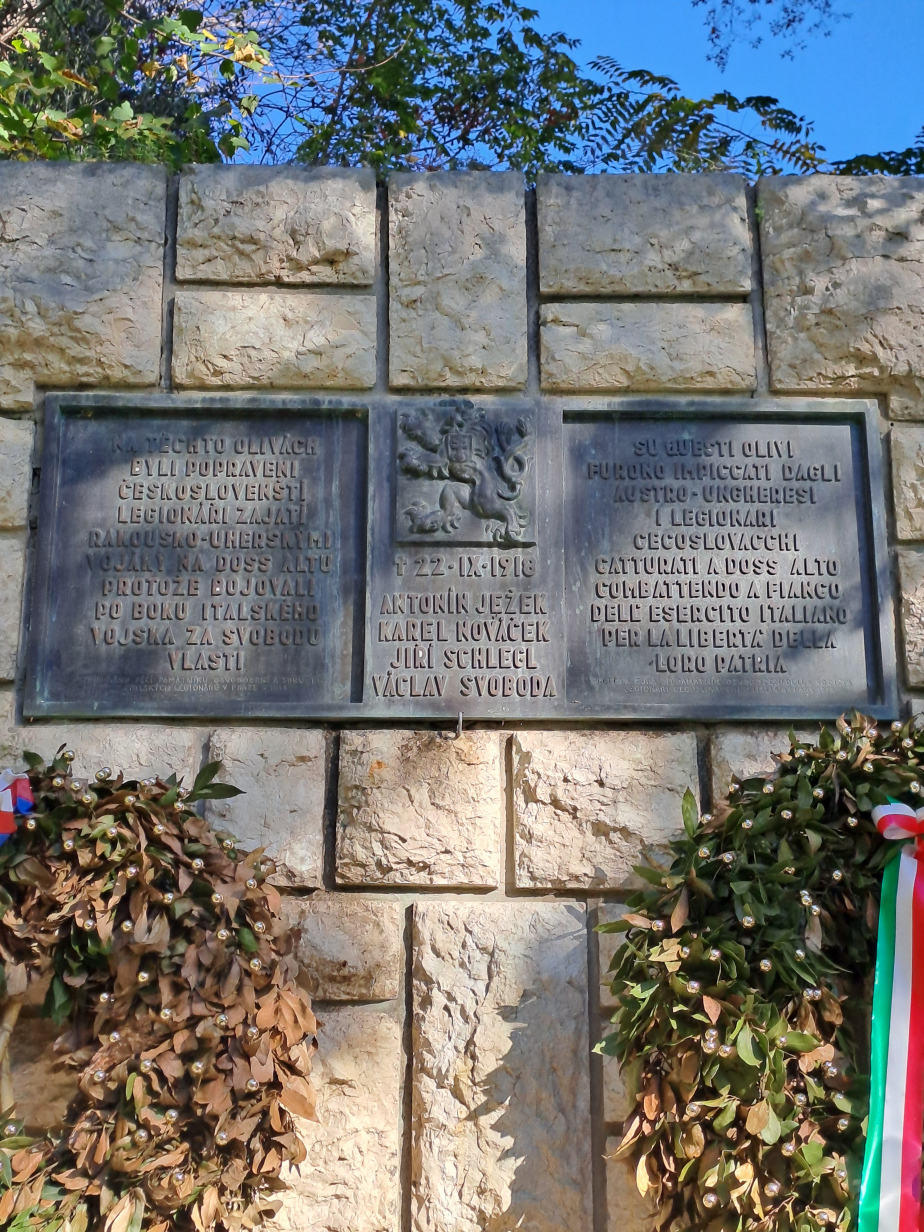 NA TĚCHTO OLIVÁCH
BYLI POPRAVENI
ČESKOSLOVENŠTÍ
LEGIONÁŘI ZAJATÍ
RAKOUSKO-UHERSKÝMI
VOJÁKY NA DOSS ALTU
PROTOŽE BOJOVALI
PO BOKU ITALSKÉHO
VOJSKA ZA SVOBODU
VLASTI
† 22·IX·1918
ANTONÍN JEŽEK
KAREL NOVÁČEK
JIŘÍ SCHLEGL
VÁCLAV SVOBODA
SU QUESTI OLIVI
FURONO IMPICCATI DAGLI
AUSTRO-UNGHERESI
I LEGIONARI
CECOSLOVACCHI
CATTURATI A DOSS ALTO
COMBATTENDO A FIANCO
DELL'ESERCITO ITALIANO
PER LA LIBERTÀ DELLA
LORO PATRIA